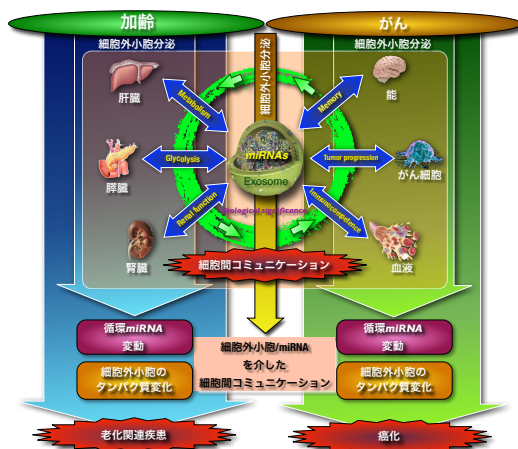 加齢
がん
細胞外小胞分泌
細胞外小胞分泌
細胞外小胞分泌
肝臓
能
Metabolism
Memory
膵臓
Glycolysis
miRNAs
Exosome
Tumor progression
がん細胞
Renal function
Biological significance
Immunocompetence
腎臓
血液
細胞間コミュニケーション
循環miRNA
変動
細胞外小胞の
タンパク質変化
細胞外小胞/miRNA
を介した
細胞間コミュニケーション
循環miRNA
変動
細胞外小胞の
タンパク質変化
老化関連疾患
癌化